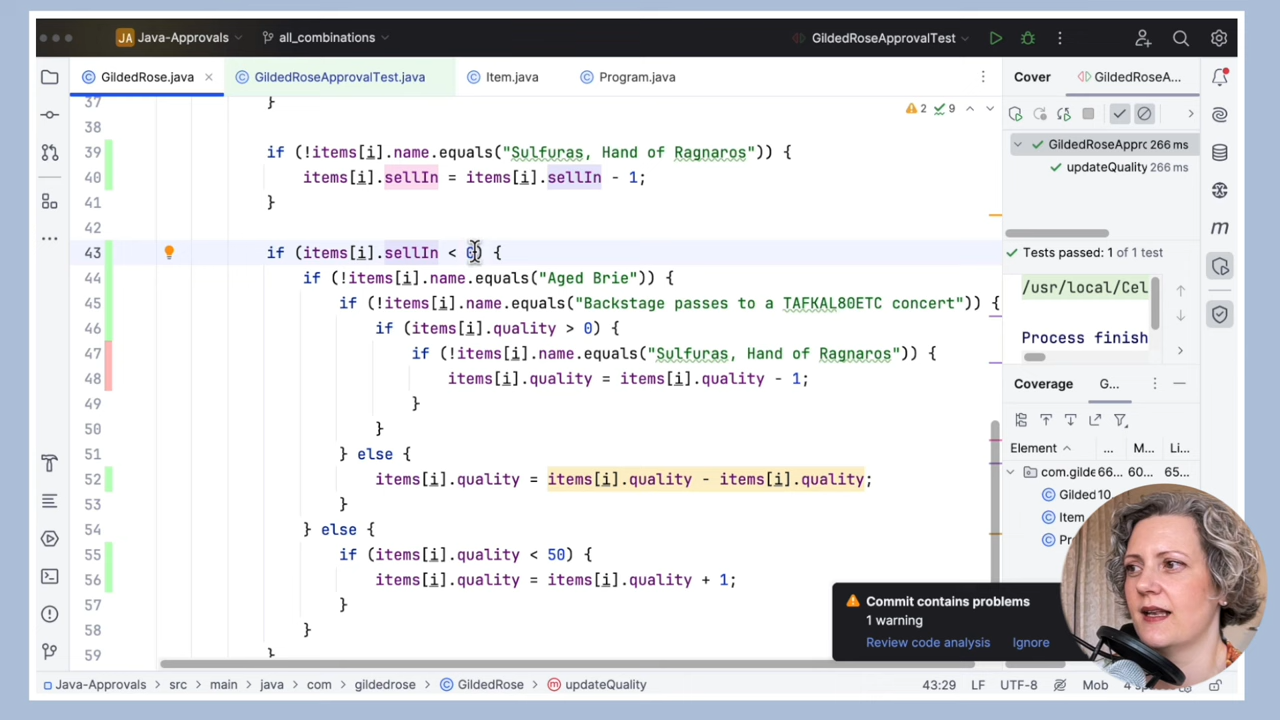 JA Java-Approvals all_combinations GildedRoseApprovalTest
GildedRose.java GildedRoseApprovalTest.java Item.java Program.java Cover GildedRoseA...
37 }
38
39 if (!items[i].name.equals("Sulfuras, Hand of Ragnaros")) {
40 items[i].sellIn = items[i].sellIn - 1;
41 }
42
43 if (items[i].sellIn < 0) {
44 if (!items[i].name.equals("Aged Brie")) {
45 if (!items[i].name.equals("Backstage passes to a TAFKAL80ETC concert")) {
46 if (items[i].quality > 0) {
47 if (!items[i].name.equals("Sulfuras, Hand of Ragnaros")) {
48 items[i].quality = items[i].quality - 1;
49 }
50 }
51 } else {
52 items[i].quality = items[i].quality - items[i].quality;
53 }
54 } else {
55 if (items[i].quality < 50) {
56 items[i].quality = items[i].quality + 1;
57 }
58 }
59 }
2 9
GildedRoseApprc 266 ms
updateQuality 266 ms
Tests passed: 1 of 1 test
/usr/local/Cel
Process finish
Coverage G...
Element ... M... Li...
com.gilde 66... 60... 65...
Gilded 10
Item
Commit contains problems
1 warning
Review code analysis Ignore
m
Java-Approvals > src > main > java > com > gildedrose > GildedRose > updateQuality 43:29 LF UTF-8 Mob